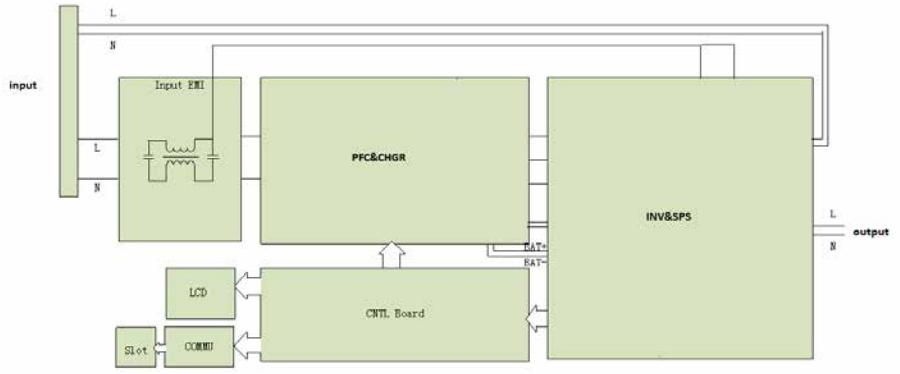 L
N
input
Input EMI
L
N
PFC&CHGR
INV&SPS
L
output
N
BAT+
BAT-
LCD
CNTL Board
Slot
COMMU